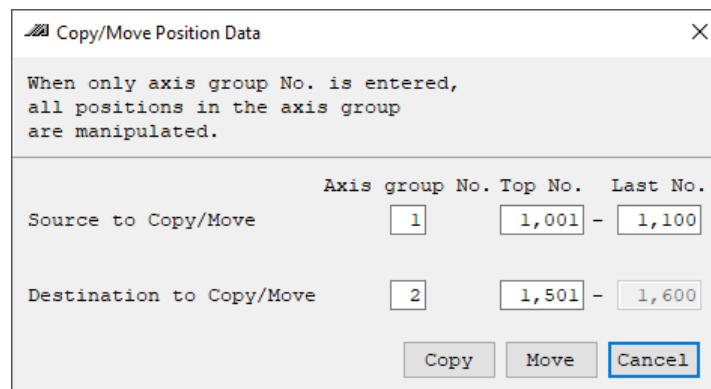 Copy/Move Position Data
When only axis group No. is entered,
all positions in the axis group
are manipulated.
Axis group No. Top No. Last No.
Source to Copy/Move 1 1,001 - 1,100
Destination to Copy/Move 2 1,501 - 1,600
Copy Move Cancel